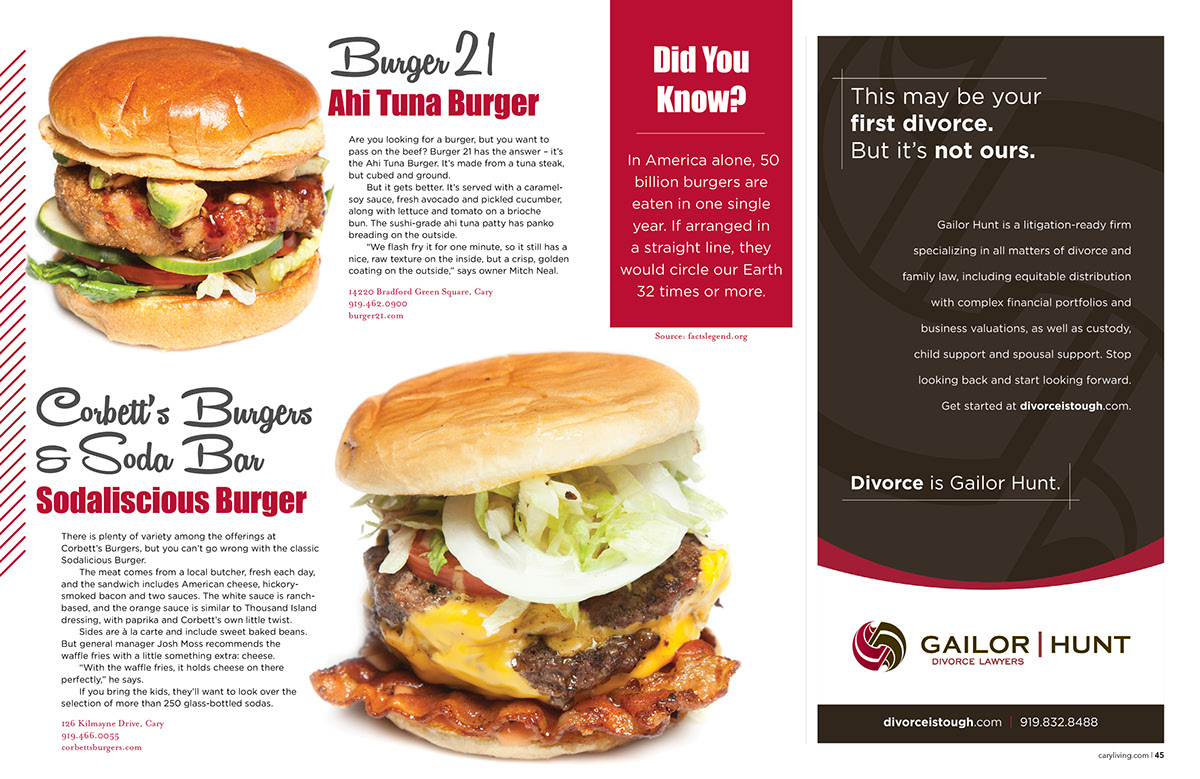 Burger 21
Ahi Tuna Burger
Are you looking for a burger, but you want to
pass on the beef? Burger 21 has the answer – it's
the Ahi Tuna Burger. It's made from a tuna steak,
but cubed and ground.
But it gets better. It's served with a caramel-
soy sauce, fresh avocado and pickled cucumber,
along with lettuce and tomato on a brioche
bun. The sushi-grade ahi tuna patty has panko
breading on the outside.
“We flash fry it for one minute, so it still has a
nice, raw texture on the inside, but a crisp, golden
coating on the outside,” says owner Mitch Neal.
14220 Bradford Green Square, Cary
919.462.0900
burger21.com
Corbett's Burgers
& Soda Bar
Sodaliscious Burger
There is plenty of variety among the offerings at
Corbett's Burgers, but you can't go wrong with the classic
Sodalicious Burger.
The meat comes from a local butcher, fresh each day,
and the sandwich includes American cheese, hickory-
smoked bacon and two sauces. The white sauce is ranch-
based, and the orange sauce is similar to Thousand Island
dressing, with paprika and Corbett's own little twist.
Sides are à la carte and include sweet baked beans.
But general manager Josh Moss recommends the
waffle fries with a little something extra: cheese.
“With the waffle fries, it holds cheese on there
perfectly,” he says.
If you bring the kids, they'll want to look over the
selection of more than 250 glass-bottled sodas.
126 Kilmayne Drive, Cary
919.466.0055
corbettsburgers.com
Did You
Know?
In America alone, 50
billion burgers are
eaten in one single
year. If arranged in
a straight line, they
would circle our Earth
32 times or more.
Source: factslegend.org
This may be your
first divorce.
But it's not ours.
Gailor Hunt is a litigation-ready firm
specializing in all matters of divorce and
family law, including equitable distribution
with complex financial portfolios and
business valuations, as well as custody,
child support and spousal support. Stop
looking back and start looking forward.
Get started at divorceistough.com.
Divorce is Gailor Hunt.
GAILOR | HUNT
DIVORCE LAWYERS
divorceistough.com | 919.832.8488
caryliving.com | 45